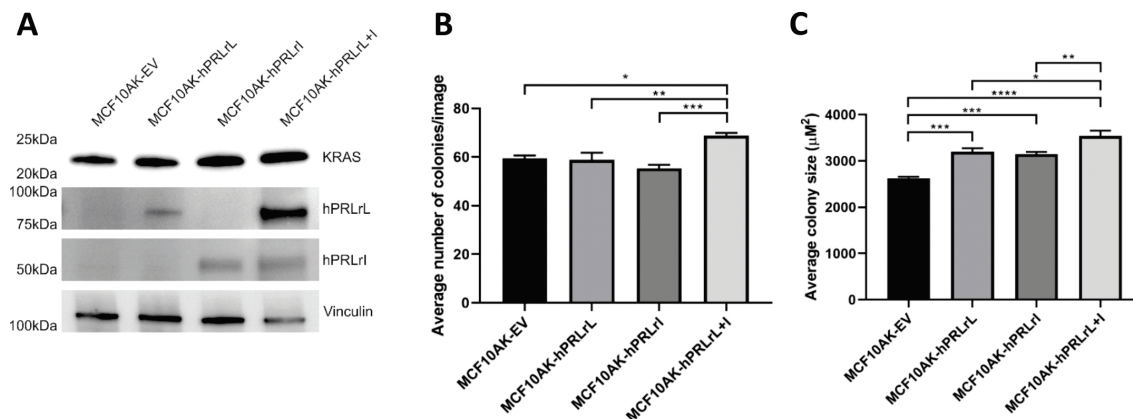 A
MCF10AK-EV
MCF10AK-hPRLrL
MCF10AK-hPRLrI
MCF10AK-hPRLrL+I
25kDa
KRAS
20kDa
100kDa
hPRLrL
75kDa
hPRLrI
50kDa
Vinculin
100kDa
B
Average number of colonies/image
80
60
40
20
0
*
**
***
MCF10AK-EV
MCF10AK-hPRLrL
MCF10AK-hPRLrI
MCF10AK-hPRLrL+I
C
Average colony size (μM²)
4000
3000
2000
1000
0
**
*
****
***
***
MCF10AK-EV
MCF10AK-hPRLrL
MCF10AK-hPRLrI
MCF10AK-hPRLrL+I